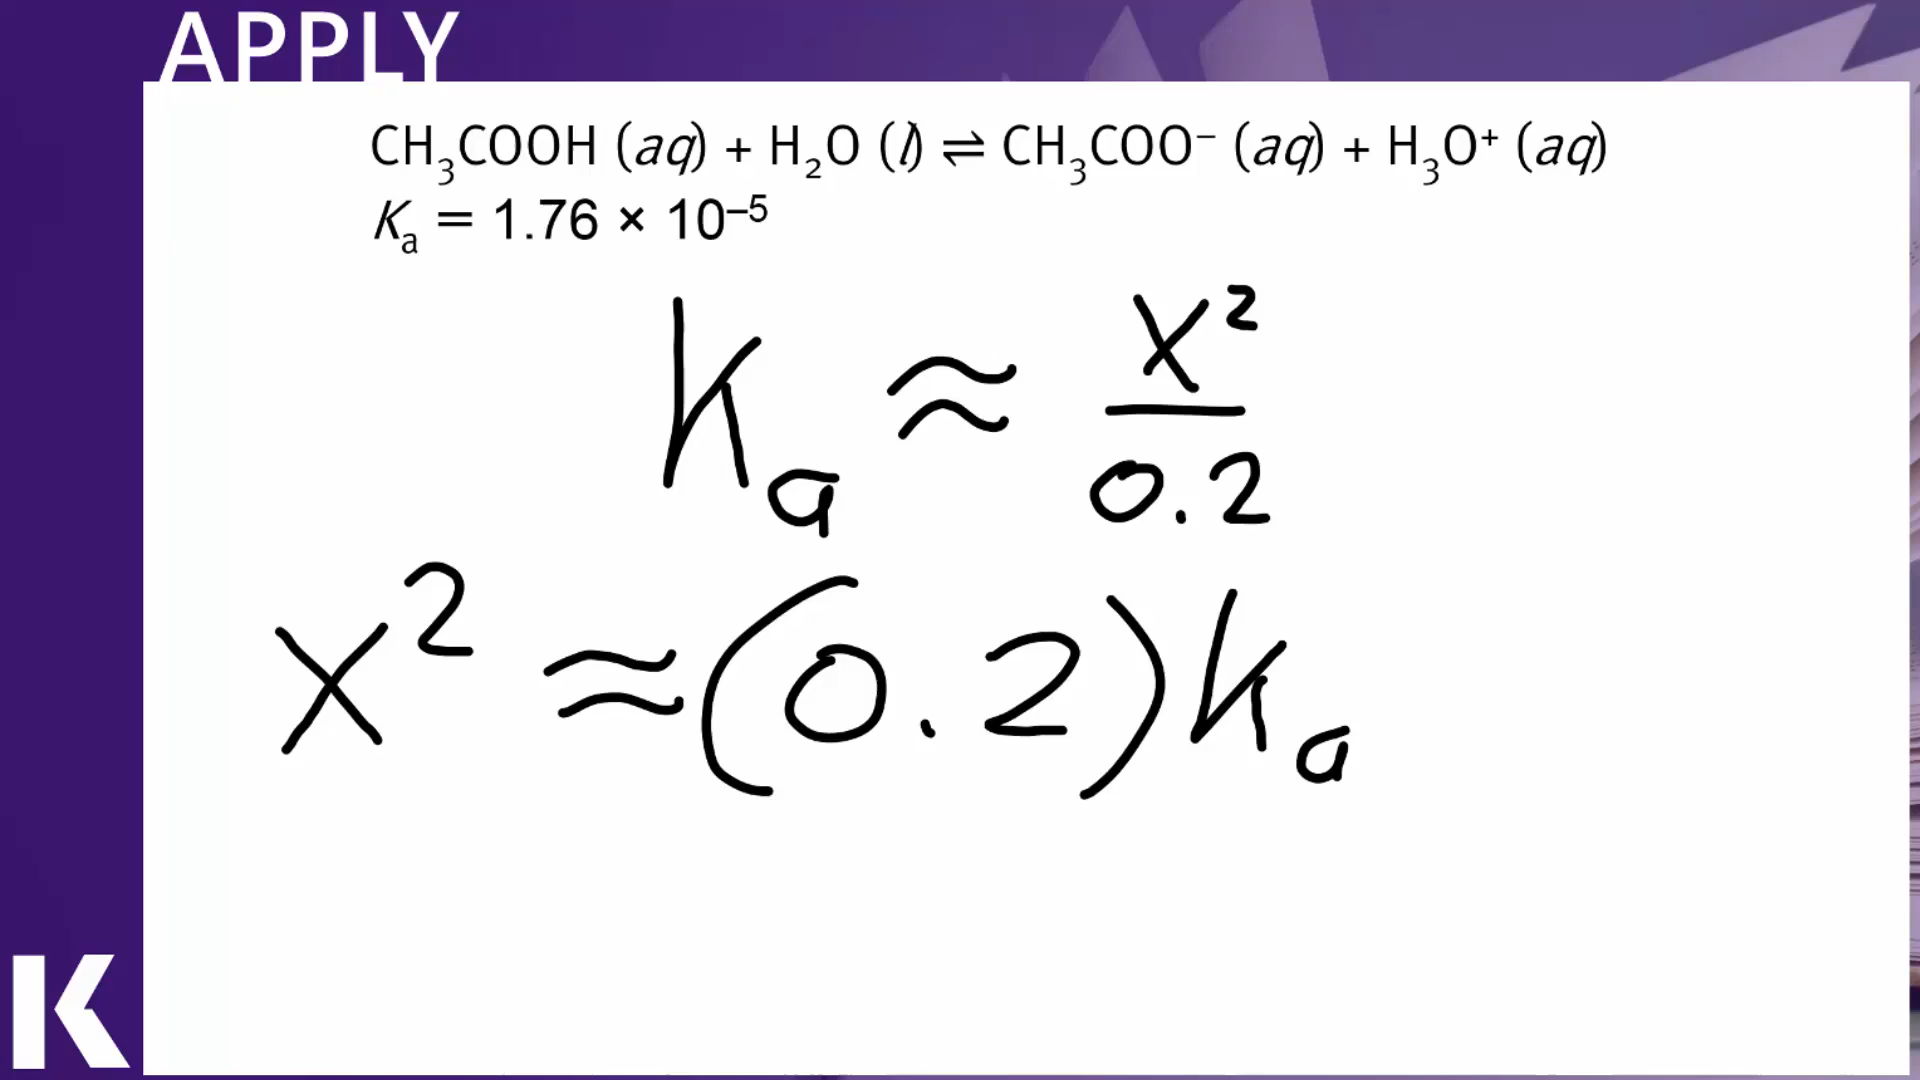 APPLY
CH₃COOH (aq) + H₂O (l) ⇌ CH₃COO⁻ (aq) + H₃O⁺ (aq)
Kₐ = 1.76 × 10⁻⁵
Kₐ ≈ x²/0.2
x² ≈ (0.2)Kₐ
K